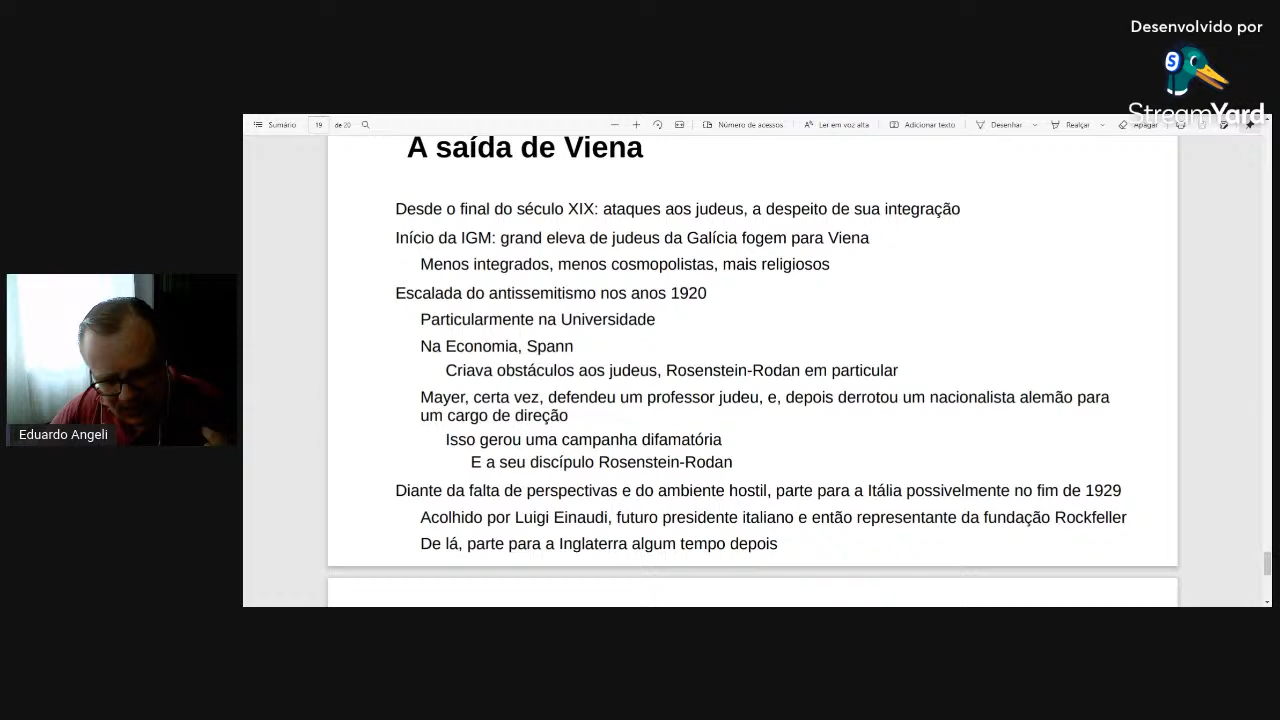 Desenvolvido por
StreamYard
Sumário 19 de 20 Número de acessos Ler em voz alta Adicionar texto Desenhar Realçar Apagar
A saída de Viena
Desde o final do século XIX: ataques aos judeus, a despeito de sua integração
Início da IGM: grand eleva de judeus da Galícia fogem para Viena
Menos integrados, menos cosmopolistas, mais religiosos
Escalada do antissemitismo nos anos 1920
Particularmente na Universidade
Na Economia, Spann
Criava obstáculos aos judeus, Rosenstein-Rodan em particular
Mayer, certa vez, defendeu um professor judeu, e, depois derrotou um nacionalista alemão para
um cargo de direção
Isso gerou uma campanha difamatória
E a seu discípulo Rosenstein-Rodan
Diante da falta de perspectivas e do ambiente hostil, parte para a Itália possivelmente no fim de 1929
Acolhido por Luigi Einaudi, futuro presidente italiano e então representante da fundação Rockfeller
De lá, parte para a Inglaterra algum tempo depois
Eduardo Angeli